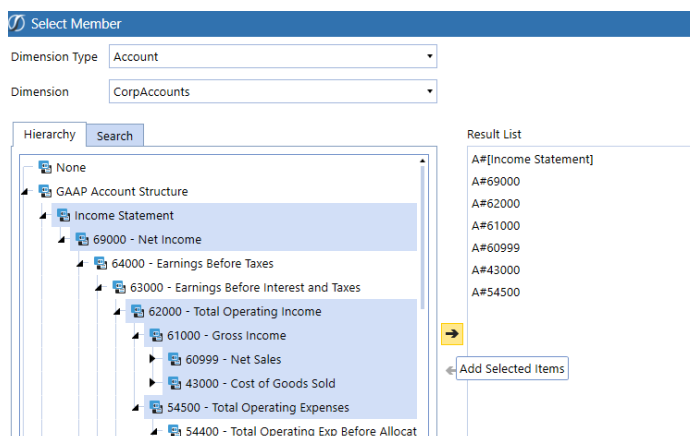 Select Member
Dimension Type Account
Dimension CorpAccounts
Hierarchy Search
None
GAAP Account Structure
Income Statement
69000 - Net Income
64000 - Earnings Before Taxes
63000 - Earnings Before Interest and Taxes
62000 - Total Operating Income
61000 - Gross Income
60999 - Net Sales
43000 - Cost of Goods Sold
54500 - Total Operating Expenses
54400 - Total Operating Exp Before Allocat
Result List
A#[Income Statement]
A#69000
A#62000
A#61000
A#60999
A#43000
A#54500
Add Selected Items